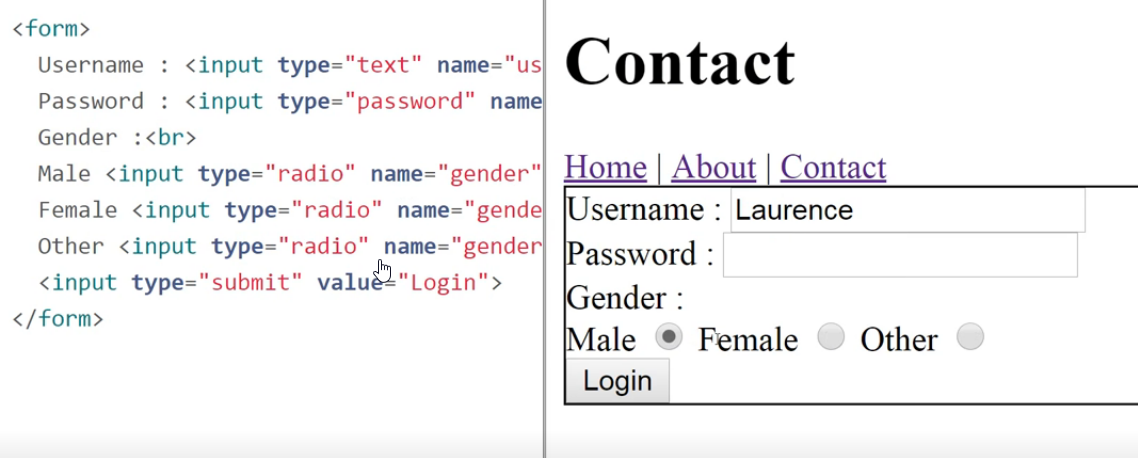 <form>
Username : <input type="text" name="us
Password : <input type="password" name
Gender :<br>
Male <input type="radio" name="gender"
Female <input type="radio" name="gende
Other <input type="radio" name="gender
<input type="submit" value="Login">
</form>
Contact
Home | About | Contact
Username : Laurence
Password :
Gender :
Male Female Other
Login